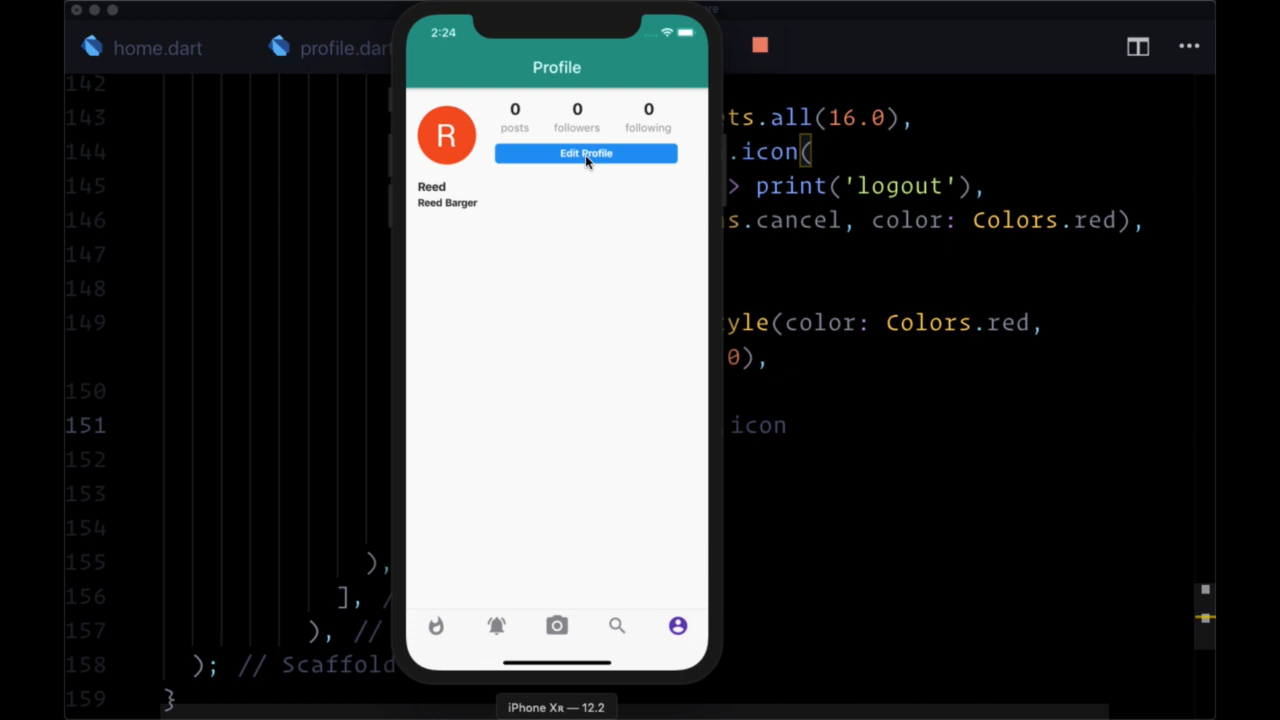 re
home.dart
profile.dart
2:24
Profile
0 0 0
posts followers following
Edit Profile
R
Reed
Reed Barger
142
143 ts.all(16.0),
144 .icon(
145 > print('logout'),
146 s.cancel, color: Colors.red),
147
148
149 yle(color: Colors.red,
0),
150
151 .icon
152
153
154
155 ),
156 ], /
157 ), //
158 ); // Scaffold
159 }
iPhone Xʀ — 12.2